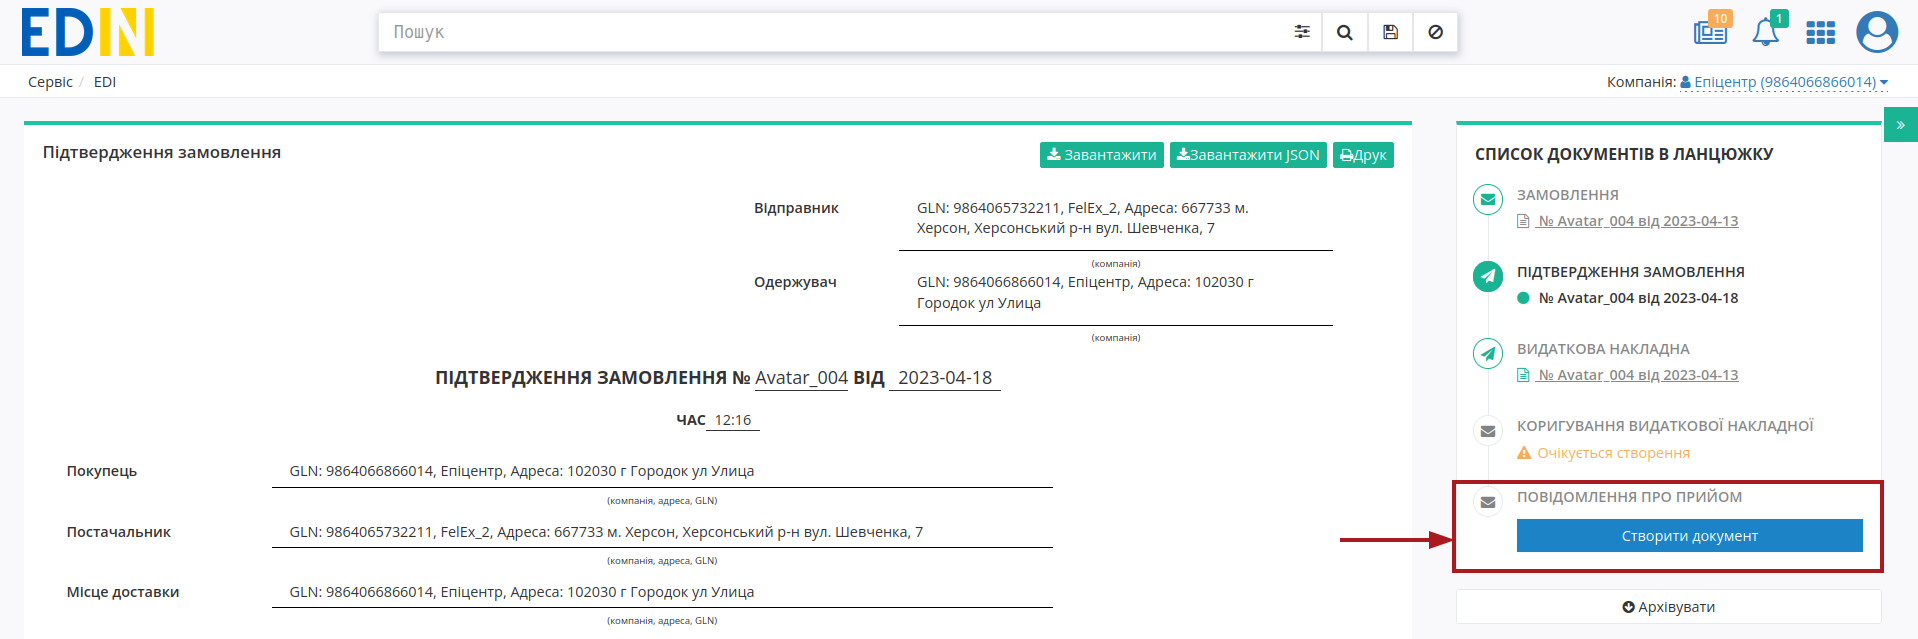 EDIN
Пошук
10
1
Сервіс / EDI
Компанія: Епіцентр (9864066866014)
»
Підтвердження замовлення
Завантажити
Завантажити JSON
Друк
Відправник
GLN: 9864065732211, FelEx_2, Адреса: 667733 м.
Херсон, Херсонський р-н вул. Шевченка, 7
(компанія)
Одержувач
GLN: 9864066866014, Епіцентр, Адреса: 102030 г
Городок ул Улица
(компанія)
ПІДТВЕРДЖЕННЯ ЗАМОВЛЕННЯ № Avatar_004 ВІД 2023-04-18
ЧАС 12:16
Покупець
GLN: 9864066866014, Епіцентр, Адреса: 102030 г Городок ул Улица
(компанія, адреса, GLN)
Постачальник
GLN: 9864065732211, FelEx_2, Адреса: 667733 м. Херсон, Херсонський р-н вул. Шевченка, 7
(компанія, адреса, GLN)
Місце доставки
GLN: 9864066866014, Епіцентр, Адреса: 102030 г Городок ул Улица
(компанія, адреса, GLN)
СПИСОК ДОКУМЕНТІВ В ЛАНЦЮЖКУ
ЗАМОВЛЕННЯ
№ Avatar_004 від 2023-04-13
ПІДТВЕРДЖЕННЯ ЗАМОВЛЕННЯ
№ Avatar_004 від 2023-04-18
ВИДАТКОВА НАКЛАДНА
№ Avatar_004 від 2023-04-13
КОРИГУВАННЯ ВИДАТКОВОЇ НАКЛАДНОЇ
Очікується створення
ПОВІДОМЛЕННЯ ПРО ПРИЙОМ
Створити документ
Архівувати